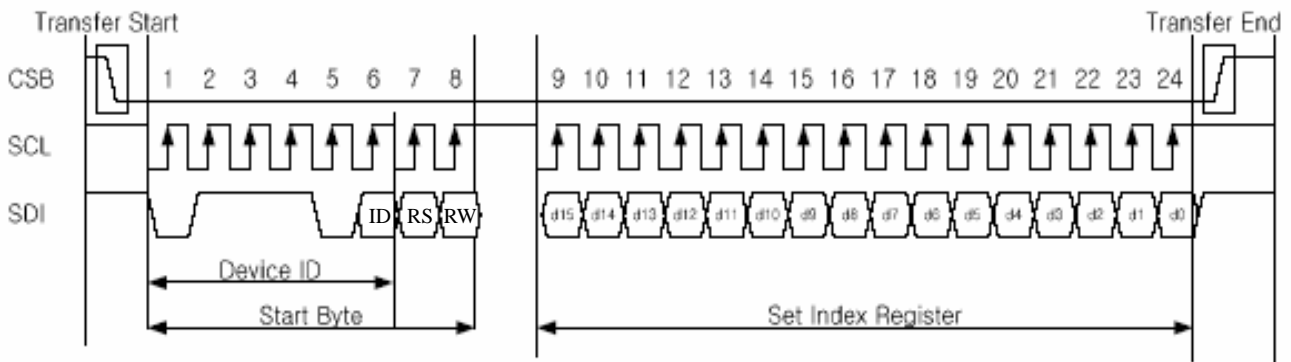 Transfer Start Transfer End
CSB 1 2 3 4 5 6 7 8 9 10 11 12 13 14 15 16 17 18 19 20 21 22 23 24
SCL
SDI ID RS RW d15 d14 d13 d12 d11 d10 d9 d8 d7 d6 d5 d4 d3 d2 d1 d0
Device ID
Start Byte Set Index Register